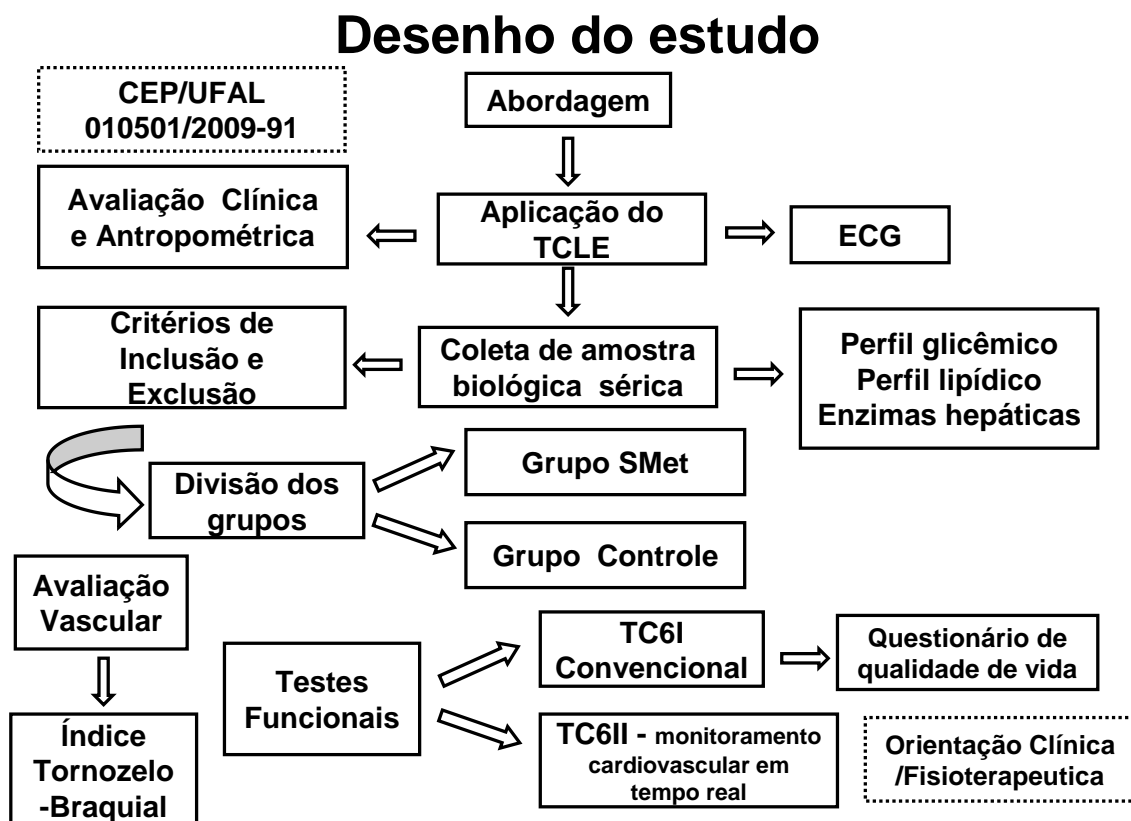 Desenho do estudo
CEP/UFAL
010501/2009-91
Abordagem
Avaliação Clínica
e Antropométrica
Aplicação do
TCLE
ECG
Critérios de
Inclusão e
Exclusão
Coleta de amostra
biológica sérica
Perfil glicêmico
Perfil lipídico
Enzimas hepáticas
Divisão dos
grupos
Grupo SMet
Grupo Controle
Avaliação
Vascular
Índice
Tornozelo
-Braquial
Testes
Funcionais
TC6I
Convencional
Questionário de
qualidade de vida
TC6II - monitoramento
cardiovascular em
tempo real
Orientação Clínica
/Fisioterapeutica